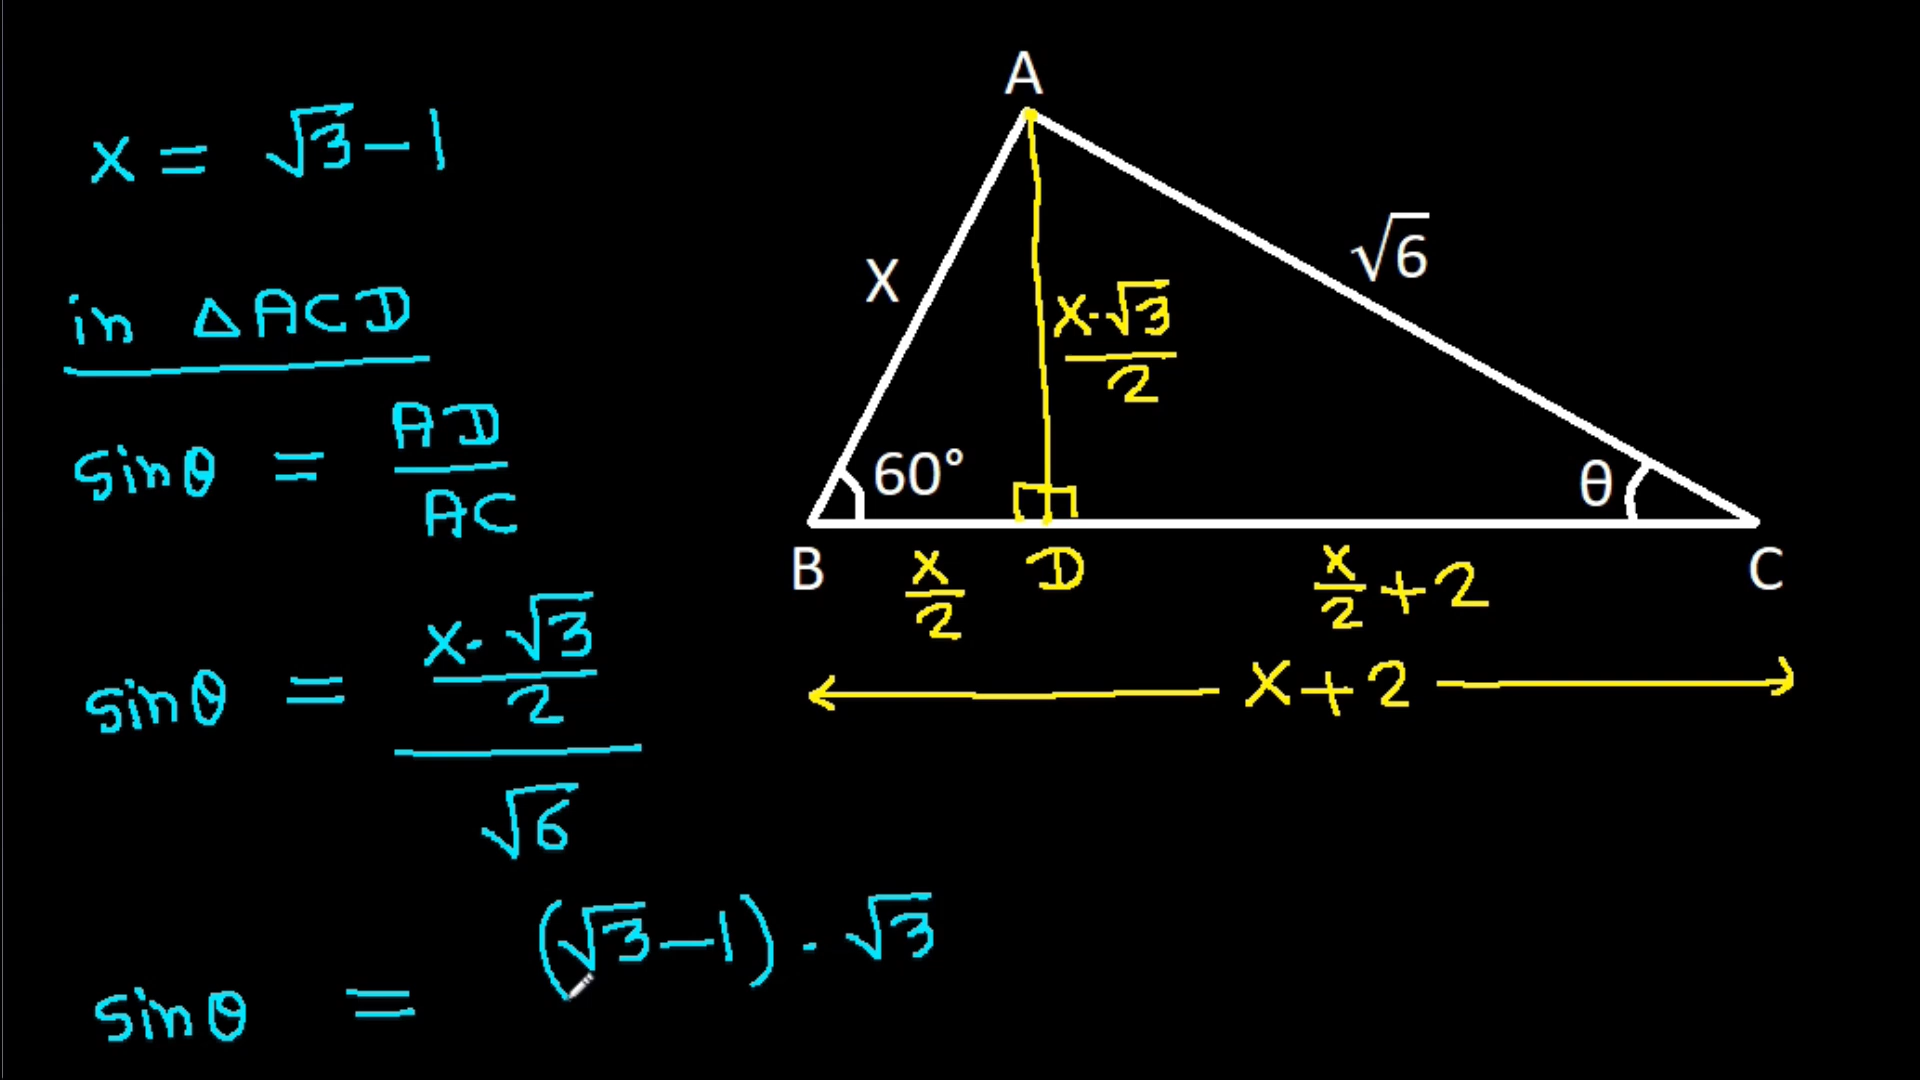 x = √3 - 1
in △ACD
sinθ = AD/AC
sinθ = (x·√3/2)/√6
sinθ = (√3-1)·√3
A
X
√6
x·√3/2
60°
θ
B
x/2
D
x/2+2
C
x+2